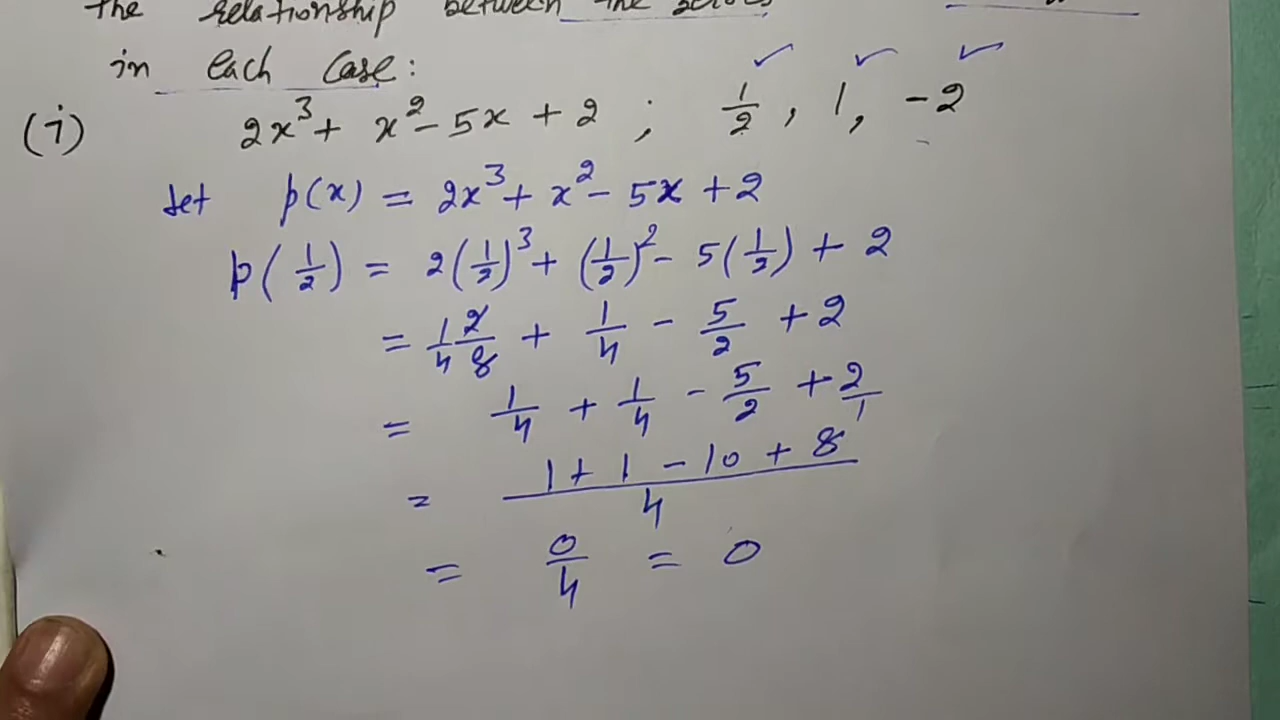 the relationship between the zeroes
in each case:
(i) 2x³ + x² - 5x + 2 ; 1/2 , 1, -2
Let p(x) = 2x³ + x² - 5x + 2
p(1/2) = 2(1/2)³ + (1/2)² - 5(1/2) + 2
= 1/4 2/8 + 1/4 - 5/2 + 2
= 1/4 + 1/4 - 5/2 + 2/1
= (1 + 1 - 10 + 8)/4
= 0/4 = 0